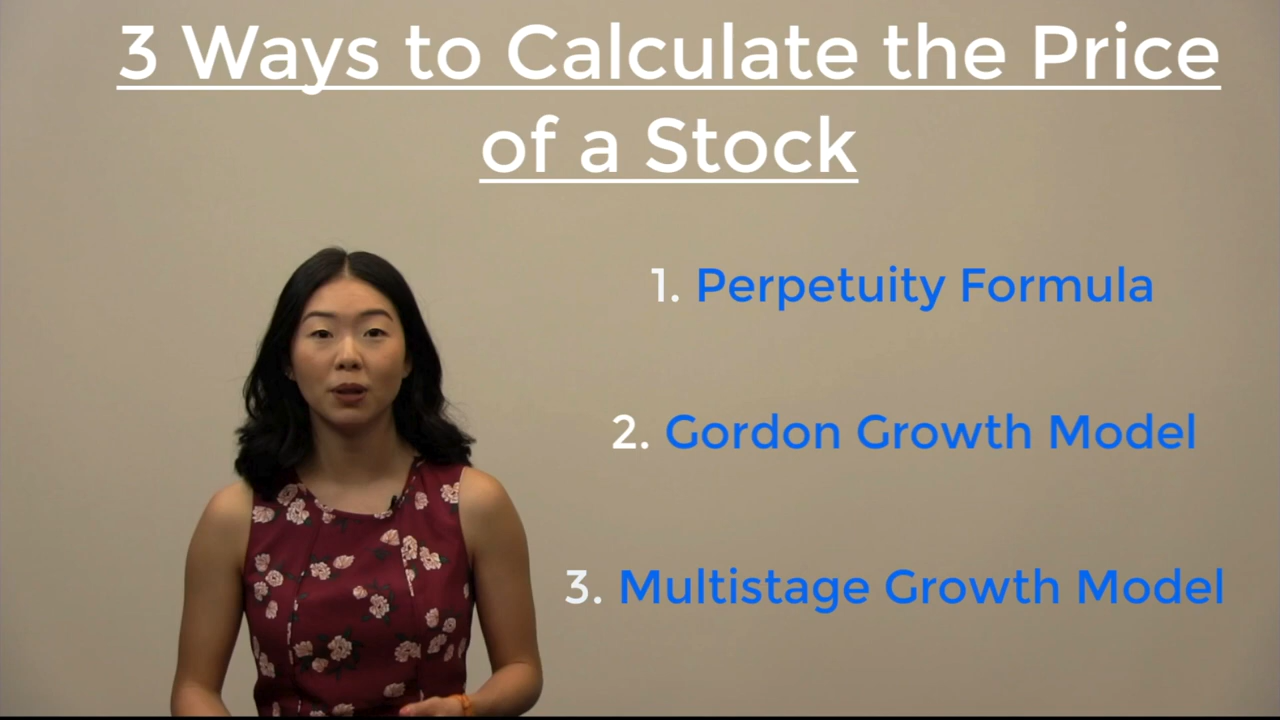 3 Ways to Calculate the Price
of a Stock
1. Perpetuity Formula
2. Gordon Growth Model
3. Multistage Growth Model